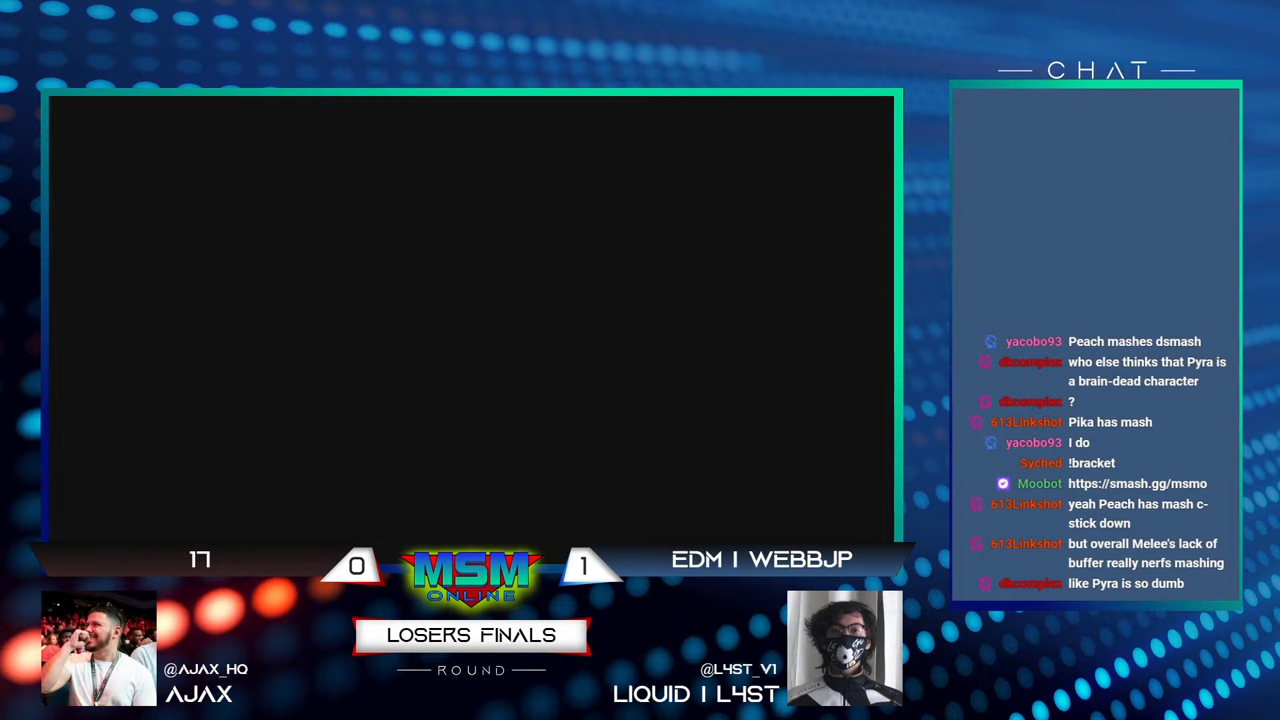 CHAT
yacobo93 Peach mashes dsmash
dbcomplex who else thinks that Pyra is
a brain-dead character
dbcomplex ?
613Linkshot Pika has mash
yacobo93 I do
Syched !bracket
Moobot https://smash.gg/msmo
613Linkshot yeah Peach has mash c-
stick down
613Linkshot but overall Melee's lack of
buffer really nerfs mashing
dbcomplex like Pyra is so dumb
17 0 MSM 1 EDM | WEBBJP
ONLINE
LOSERS FINALS
ROUND
@AJAX_HQ
AJAX
@L4ST_V1
LIQUID | L4ST